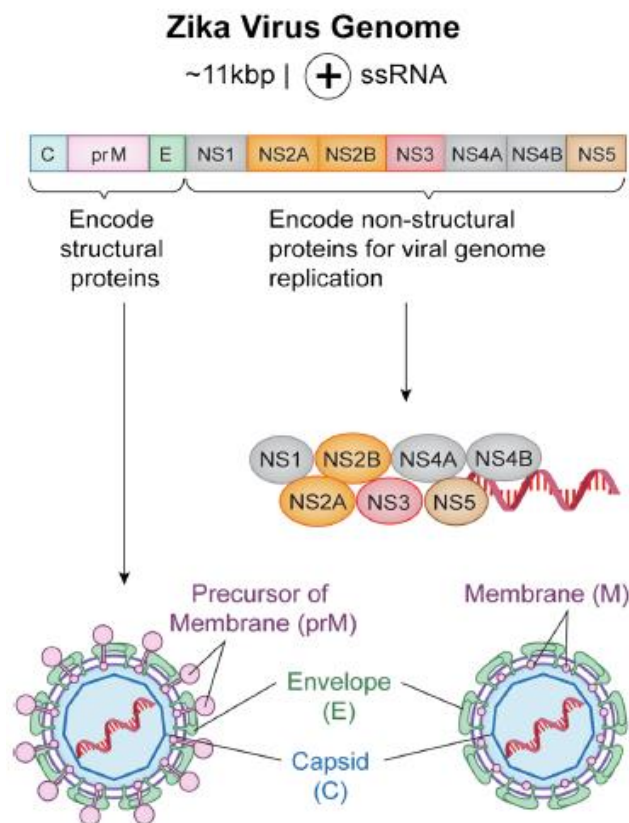 Zika Virus Genome
~11kbp | + ssRNA
C prM E NS1 NS2A NS2B NS3 NS4A NS4B NS5
Encode
structural
proteins
Encode non-structural
proteins for viral genome
replication
NS1 NS2B NS4A NS4B
NS2A NS3 NS5
Precursor of
Membrane (prM)
Membrane (M)
Envelope
(E)
Capsid
(C)